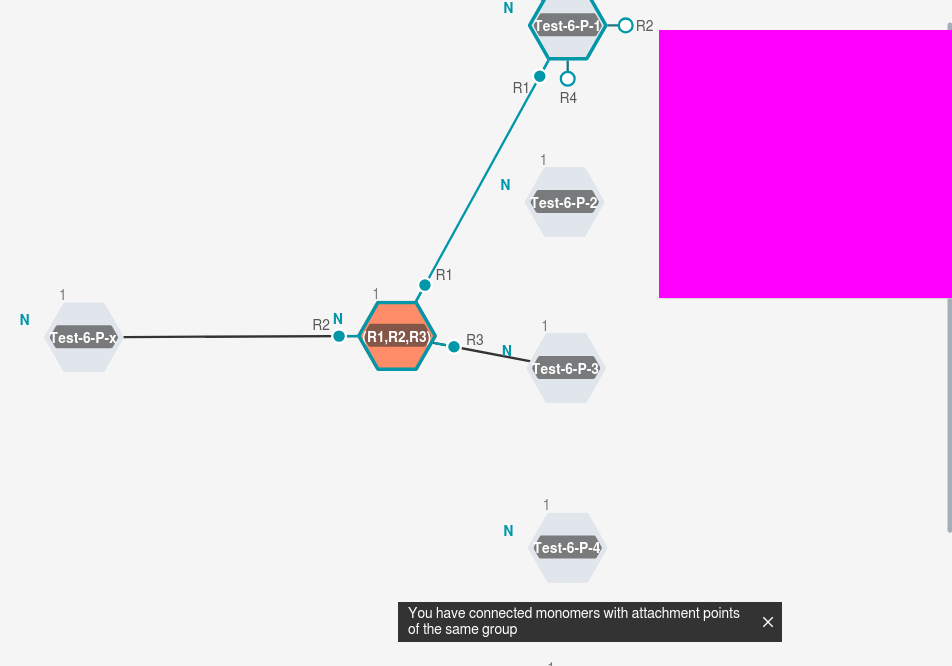 N
Test-6-P-1
R2
R1
R4
1
N
Test-6-P-2
R1
1
N
Test-6-P-x
R2
N
1
(R1,R2,R3)
R3
1
N
Test-6-P-3
1
N
Test-6-P-4
You have connected monomers with attachment points
of the same group